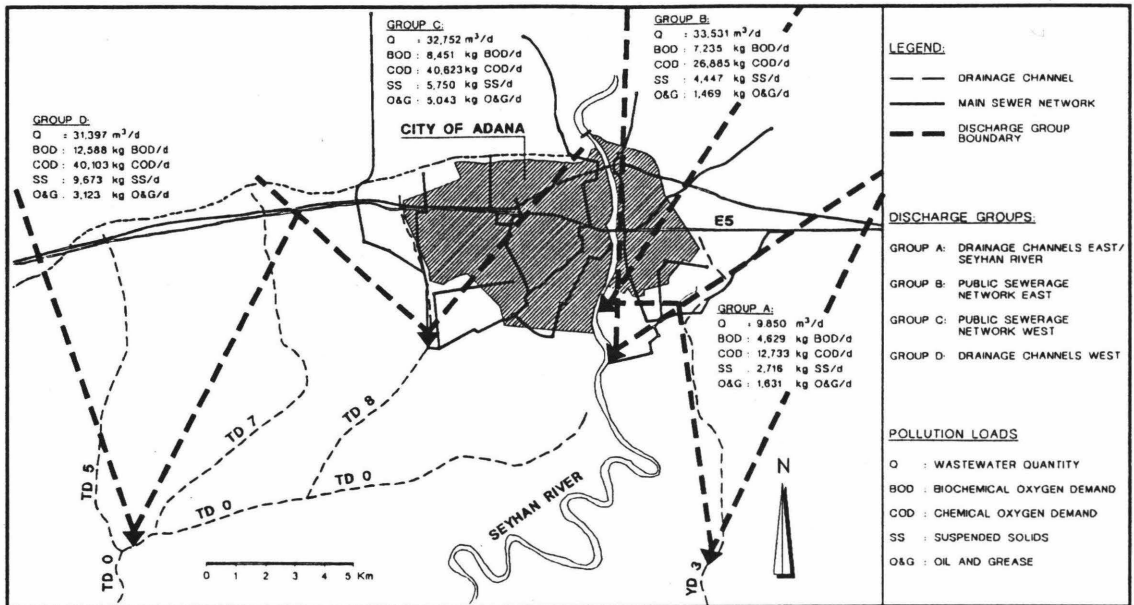 GROUP C:
Q : 32,752 m³/d
BOD : 8,451 kg BOD/d
COD : 40,623 kg COD/d
SS : 5,750 kg SS/d
O&G : 5,043 kg O&G/d
GROUP B:
Q : 33,531 m³/d
BOD : 7,235 kg BOD/d
COD : 26,885 kg COD/d
SS : 4,447 kg SS/d
O&G : 1,469 kg O&G/d
GROUP D:
Q : 31,397 m³/d
BOD : 12,588 kg BOD/d
COD : 40,103 kg COD/d
SS : 9,673 kg SS/d
O&G : 3,123 kg O&G/d
CITY OF ADANA
E5
GROUP A:
Q : 9.850 m³/d
BOD : 4,629 kg BOD/d
COD : 12,733 kg COD/d
SS : 2,716 kg SS/d
O&G : 1,631 kg O&G/d
TD 5
TD 7
TD 8
TD 0
TD 0
TD 0
SEYHAN RIVER
YD 3
N
0 1 2 3 4 5 Km
LEGEND:
DRAINAGE CHANNEL
MAIN SEWER NETWORK
DISCHARGE GROUP
BOUNDARY
DISCHARGE GROUPS:
GROUP A: DRAINAGE CHANNELS EAST/
SEYHAN RIVER
GROUP B: PUBLIC SEWERAGE
NETWORK EAST
GROUP C: PUBLIC SEWERAGE
NETWORK WEST
GROUP D: DRAINAGE CHANNELS WEST
POLLUTION LOADS
Q : WASTEWATER QUANTITY
BOD : BIOCHEMICAL OXYGEN DEMAND
COD : CHEMICAL OXYGEN DEMAND
SS : SUSPENDED SOLIDS
O&G : OIL AND GREASE